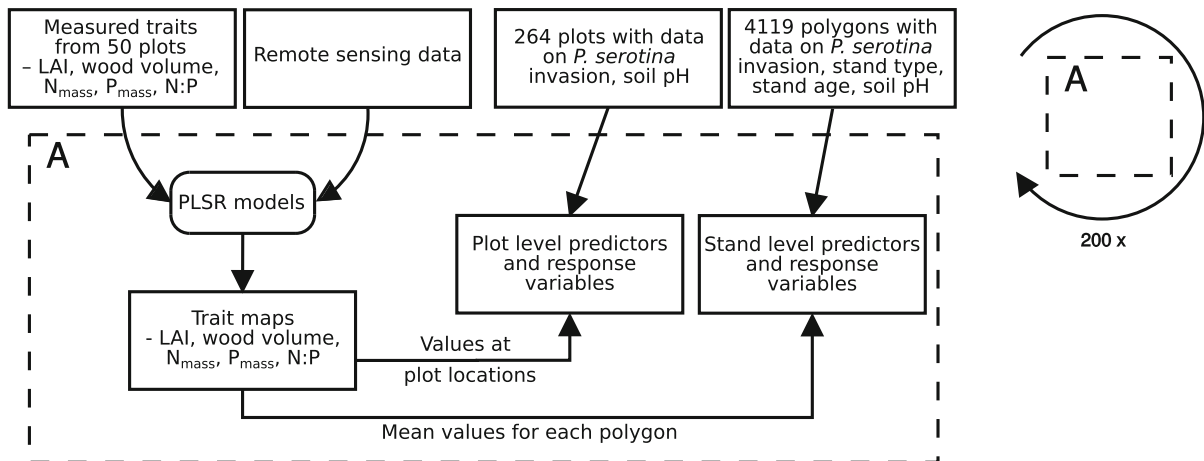 Measured traits
from 50 plots
– LAI, wood volume,
Nmass, Pmass, N:P
Remote sensing data
264 plots with data
on P. serotina
invasion, soil pH
4119 polygons with
data on P. serotina
invasion, stand type,
stand age, soil pH
A
PLSR models
Plot level predictors
and response
variables
Stand level predictors
and response
variables
Trait maps
- LAI, wood volume,
Nmass, Pmass, N:P
Values at
plot locations
Mean values for each polygon
A
200 x